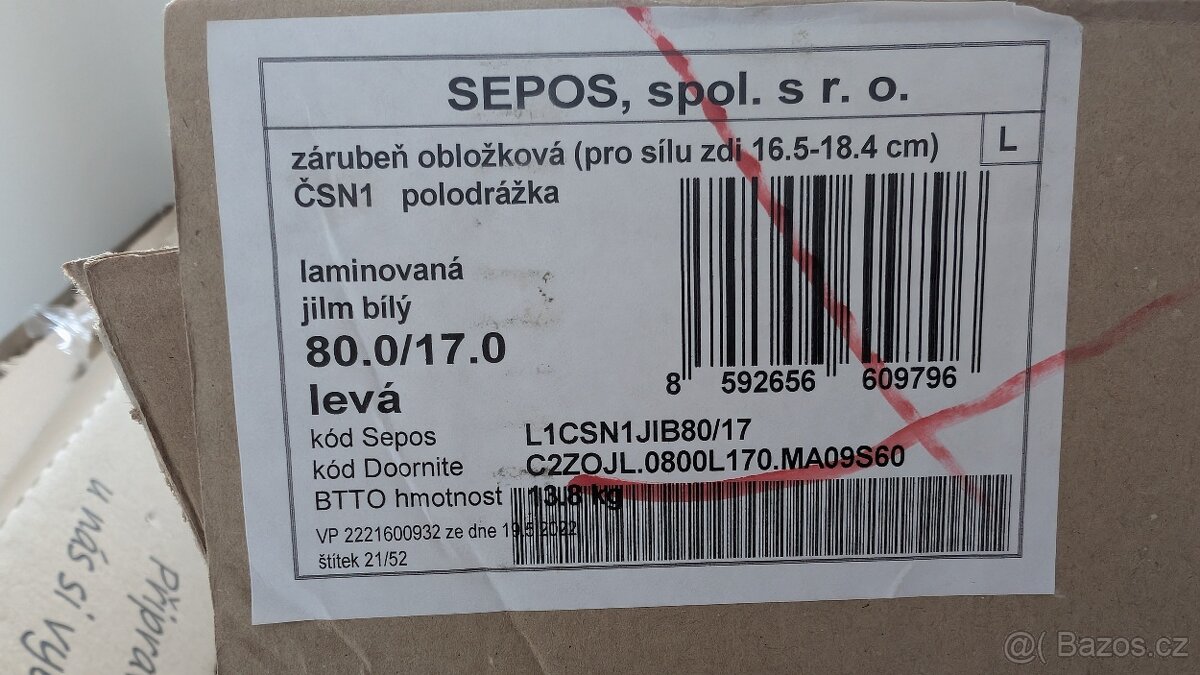 SEPOS, spol. s r. o.
L
zárubeň obložková (pro sílu zdi 16.5-18.4 cm)
ČSN1 polodrážka
laminovaná
jilm bílý
80.0/17.0
levá
8 592656 609796
kód Sepos L1CSN1JIB80/17
kód Doornite C2ZOJL.0800L170.MA09S60
BTTO hmotnost 13.8 kg
VP 2221600932 ze dne 19.5.2022
štítek 21/52
u nás si
@( Bazos.cz